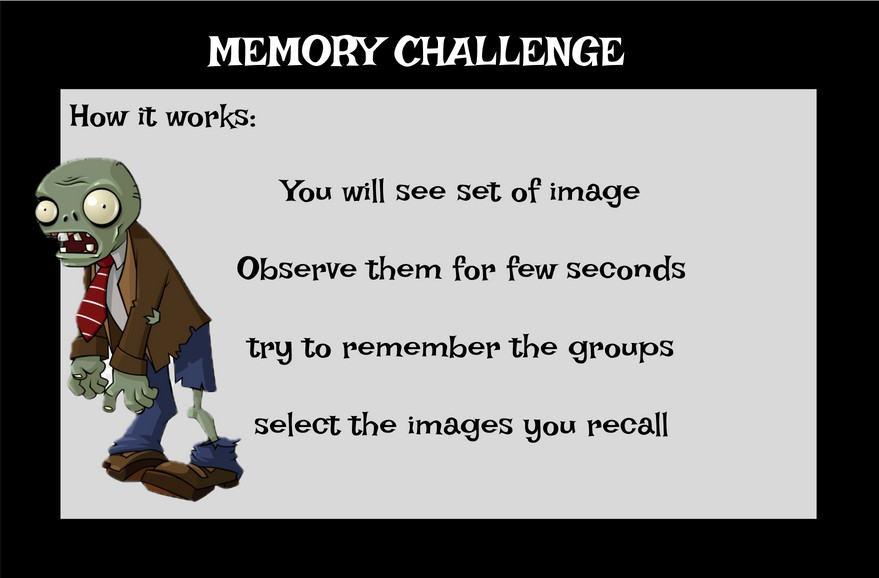 MEMORY CHALLENGE
How it works:
You will see set of image
Observe them for few seconds
try to remember the groups
select the images you recall